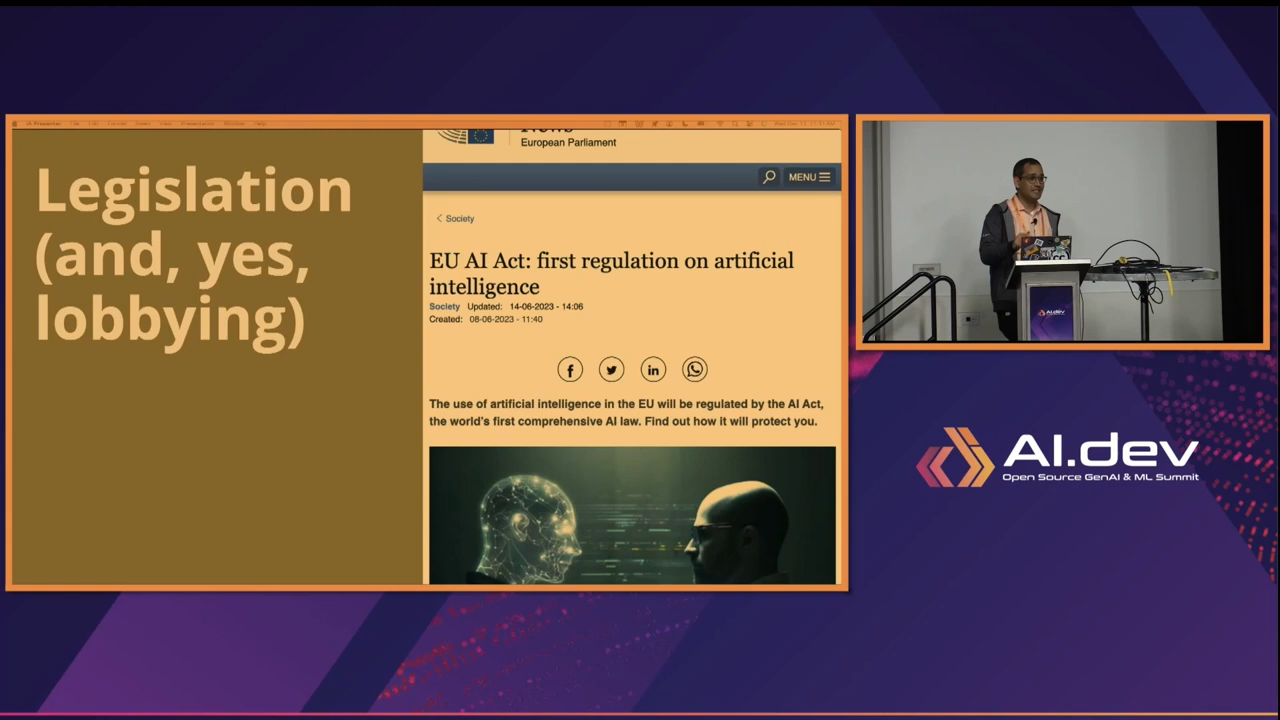 Legislation
(and, yes,
lobbying)
News
European Parliament
MENU
Society
EU AI Act: first regulation on artificial
intelligence
Society Updated: 14-06-2023 - 14:06
Created: 08-06-2023 - 11:40
The use of artificial intelligence in the EU will be regulated by the AI Act,
the world's first comprehensive AI law. Find out how it will protect you.
AI.dev
AI.dev
Open Source GenAI & ML Summit